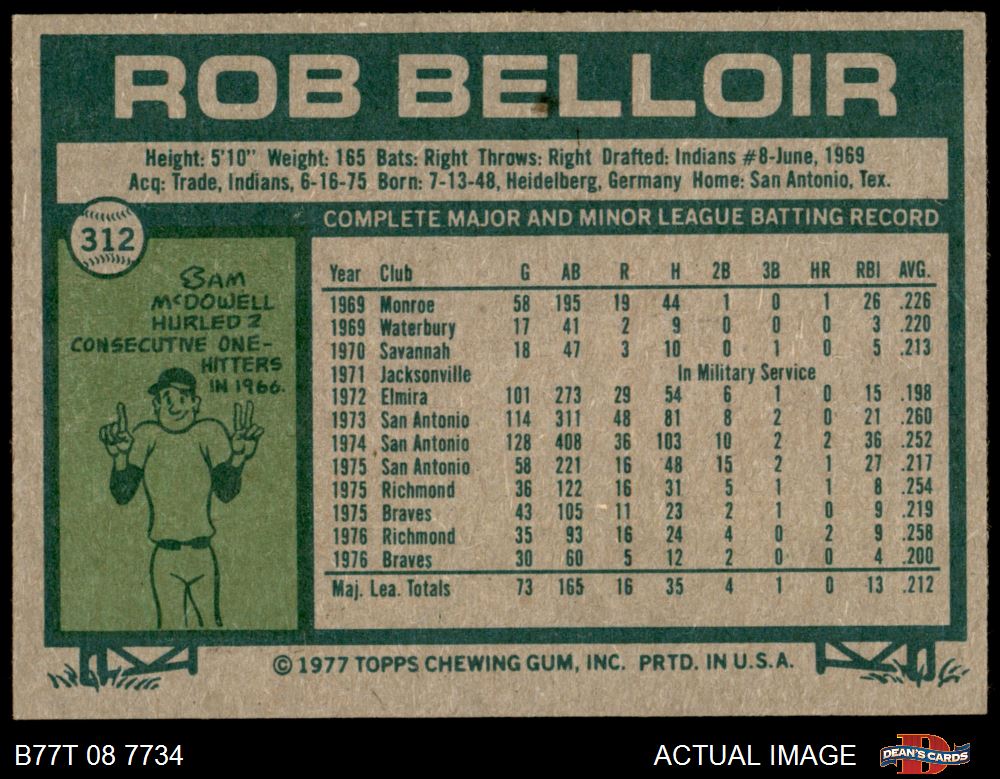 ROB BELLOIR
Height: 5'10" Weight: 165 Bats: Right Throws: Right Drafted: Indians #8-June, 1969
Acq: Trade, Indians, 6-16-75 Born: 7-13-48, Heidelberg, Germany Home: San Antonio, Tex.
312
COMPLETE MAJOR AND MINOR LEAGUE BATTING RECORD
SAM
McDOWELL
HURLED 2
CONSECUTIVE ONE-
HITTERS
IN 1966.
Year Club G AB R H 2B 3B HR RBI AVG.
1969 Monroe 58 195 19 44 1 0 1 26 .226
1969 Waterbury 17 41 2 9 0 0 0 3 .220
1970 Savannah 18 47 3 10 0 1 0 5 .213
1971 Jacksonville In Military Service
1972 Elmira 101 273 29 54 6 1 0 15 .198
1973 San Antonio 114 311 48 81 8 2 0 21 .260
1974 San Antonio 128 408 36 103 10 2 2 36 .252
1975 San Antonio 58 221 16 48 15 2 1 27 .217
1975 Richmond 36 122 16 31 5 1 1 8 .254
1975 Braves 43 105 11 23 2 1 0 9 .219
1976 Richmond 35 93 16 24 4 0 2 9 .258
1976 Braves 30 60 5 12 2 0 0 4 .200
Maj. Lea. Totals 73 165 16 35 4 1 0 13 .212
© 1977 TOPPS CHEWING GUM, INC. PRTD. IN U.S.A.
B77T 08 7734
ACTUAL IMAGE
D
DEAN'S CARDS